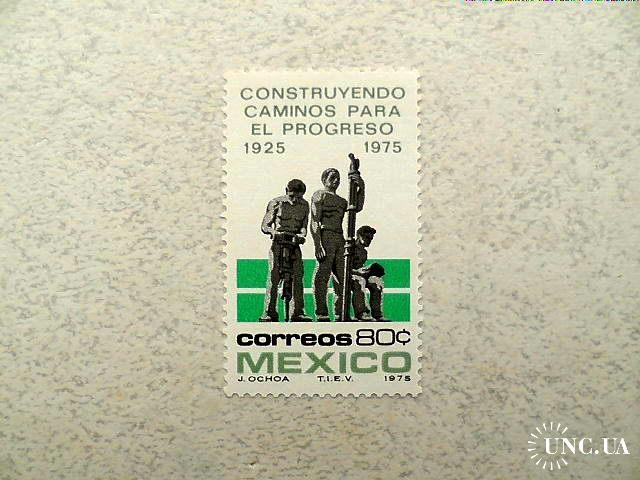 CONSTRUYENDO
CAMINOS PARA
EL PROGRESO
1925 1975
correos 80¢
MEXICO
J. OCHOA T.I.E.V. 1975
UNC.UA